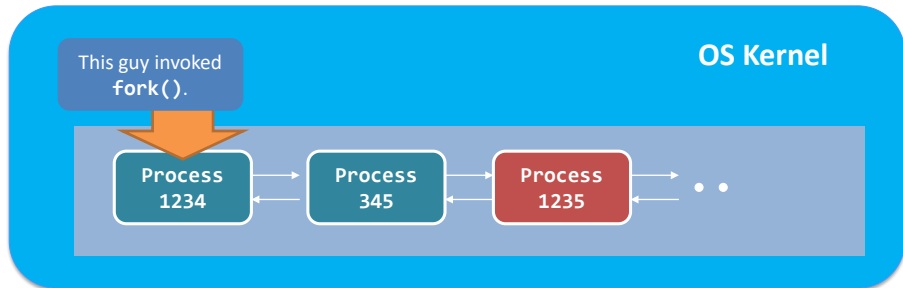 OS Kernel
This guy invoked
fork().
Process
1234
Process
345
Process
1235